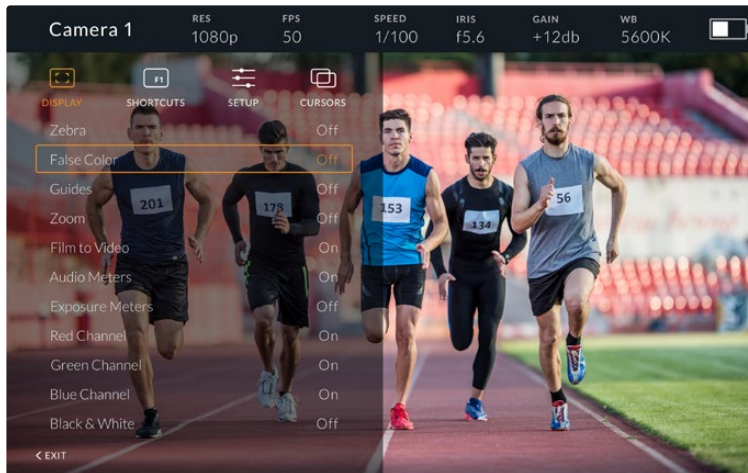 Camera 1 RES 1080p FPS 50 SPEED 1/100 IRIS f5.6 GAIN +12db WB 5600K
F1
DISPLAY SHORTCUTS SETUP CURSORS
Zebra Off
False Color Off
Guides Off
Zoom Off
Film to Video On
Audio Meters On
Exposure Meters Off
Red Channel On
Green Channel On
Blue Channel On
Black & White Off
< EXIT
201
178
153
134
56